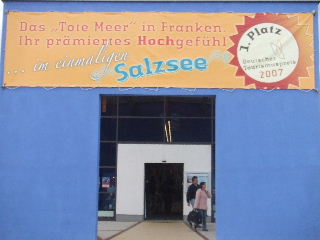 Das „Tote Meer" in Franken.
Ihr prämiertes Hochgefühl
... im einmaligen
Salzsee
1. Platz
Deutscher
Tourismuspreis
2007